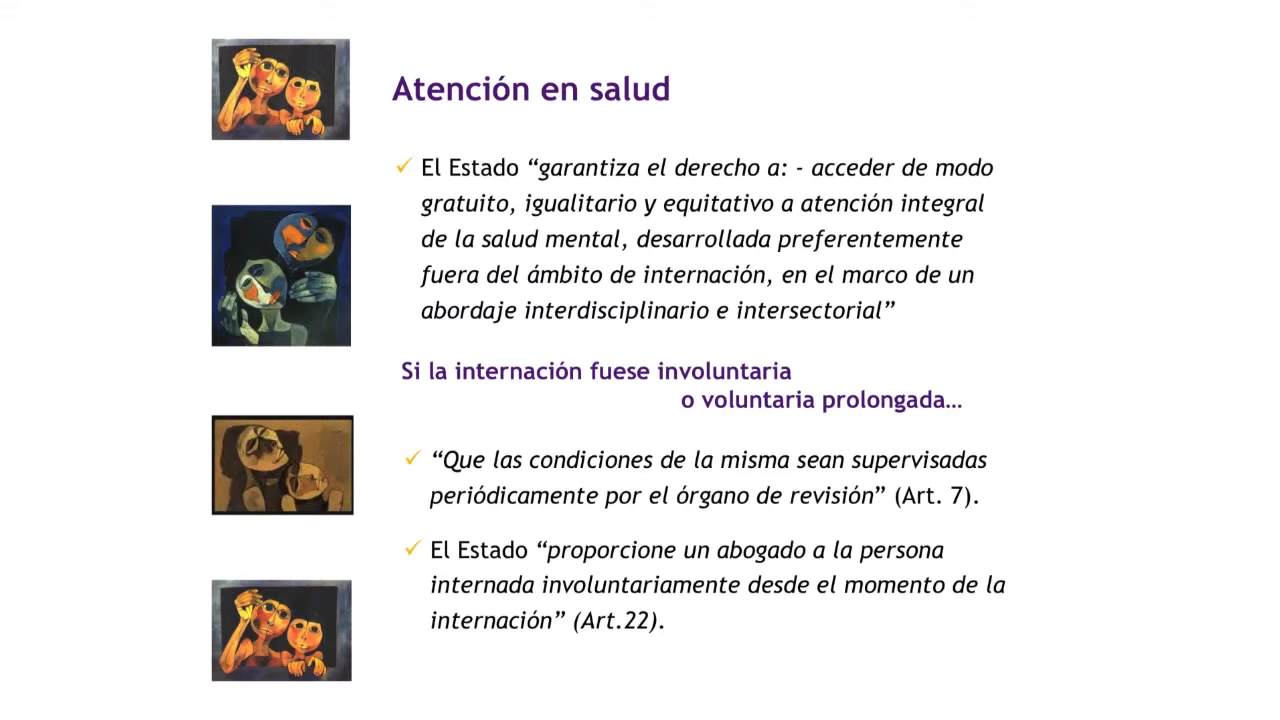 Atención en salud
El Estado “garantiza el derecho a: - acceder de modo
gratuito, igualitario y equitativo a atención integral
de la salud mental, desarrollada preferentemente
fuera del ámbito de internación, en el marco de un
abordaje interdisciplinario e intersectorial”
Si la internación fuese involuntaria
o voluntaria prolongada…
“Que las condiciones de la misma sean supervisadas
periódicamente por el órgano de revisión” (Art. 7).
El Estado “proporcione un abogado a la persona
internada involuntariamente desde el momento de la
internación” (Art.22).